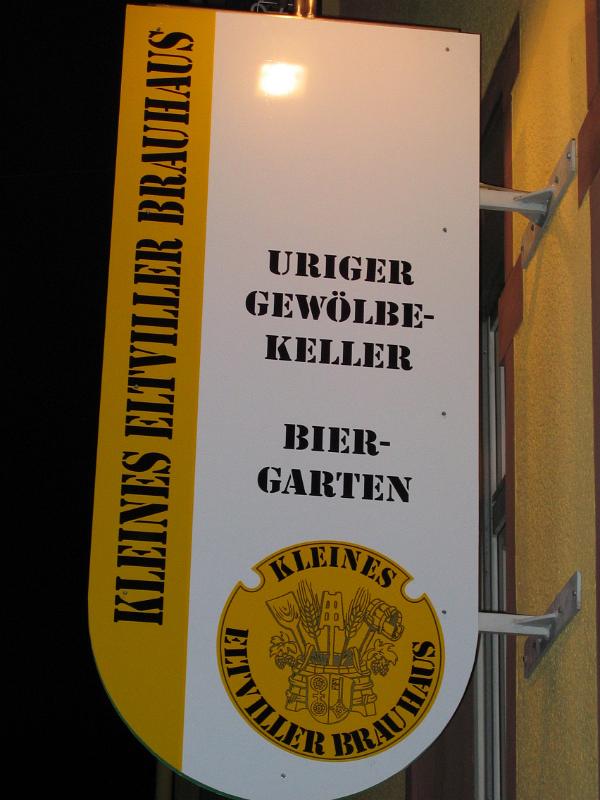 KLEINES ELTVILLER BRAUHAUS
URIGER
GEWÖLBE-
KELLER
BIER-
GARTEN
KLEINES
ELTVILLER BRAUHAUS